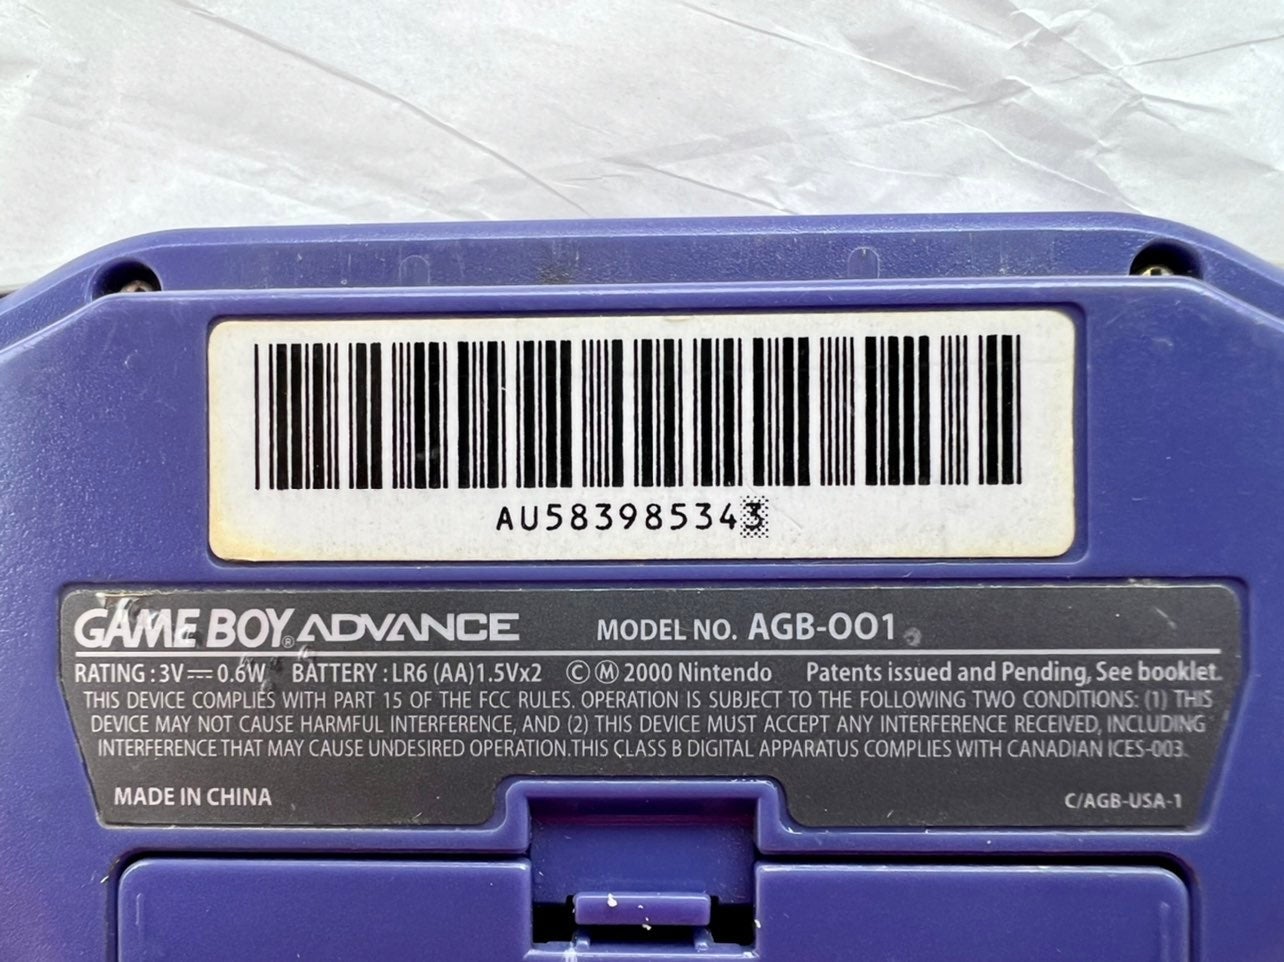 AU583985343
GAME BOY® ADVANCE MODEL NO. AGB-001
RATING : 3V⎓ 0.6W BATTERY : LR6 (AA) 1.5Vx2 © Ⓜ 2000 Nintendo Patents issued and Pending, See booklet.
THIS DEVICE COMPLIES WITH PART 15 OF THE FCC RULES. OPERATION IS SUBJECT TO THE FOLLOWING TWO CONDITIONS: (1) THIS
DEVICE MAY NOT CAUSE HARMFUL INTERFERENCE, AND (2) THIS DEVICE MUST ACCEPT ANY INTERFERENCE RECEIVED, INCLUDING
INTERFERENCE THAT MAY CAUSE UNDESIRED OPERATION.THIS CLASS B DIGITAL APPARATUS COMPLIES WITH CANADIAN ICES-003.
MADE IN CHINA C/AGB-USA-1